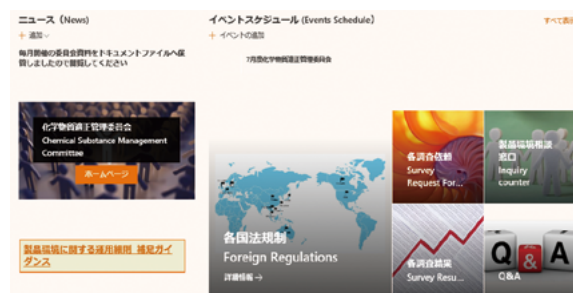 ニュース (News)
＋ 追加
毎月開催の委員会資料をドキュメントファイルへ保
管しましたので閲覧してください
化学物質適正管理委員会
Chemical Substance Management
Committee
ホームページ
製品環境に関する運用細則 補足ガイ
ダンス
イベントスケジュール (Events Schedule)
すべて表示
＋ イベントの追加
7月度化学物質適正管理委員会
各国法規制
Foreign Regulations
詳細情報 →
各調査依頼
Survey
Request For...
製品環境相談
窓口
Inquiry
counter
各調査結果
Survey Resu...
Q & A
Q&A